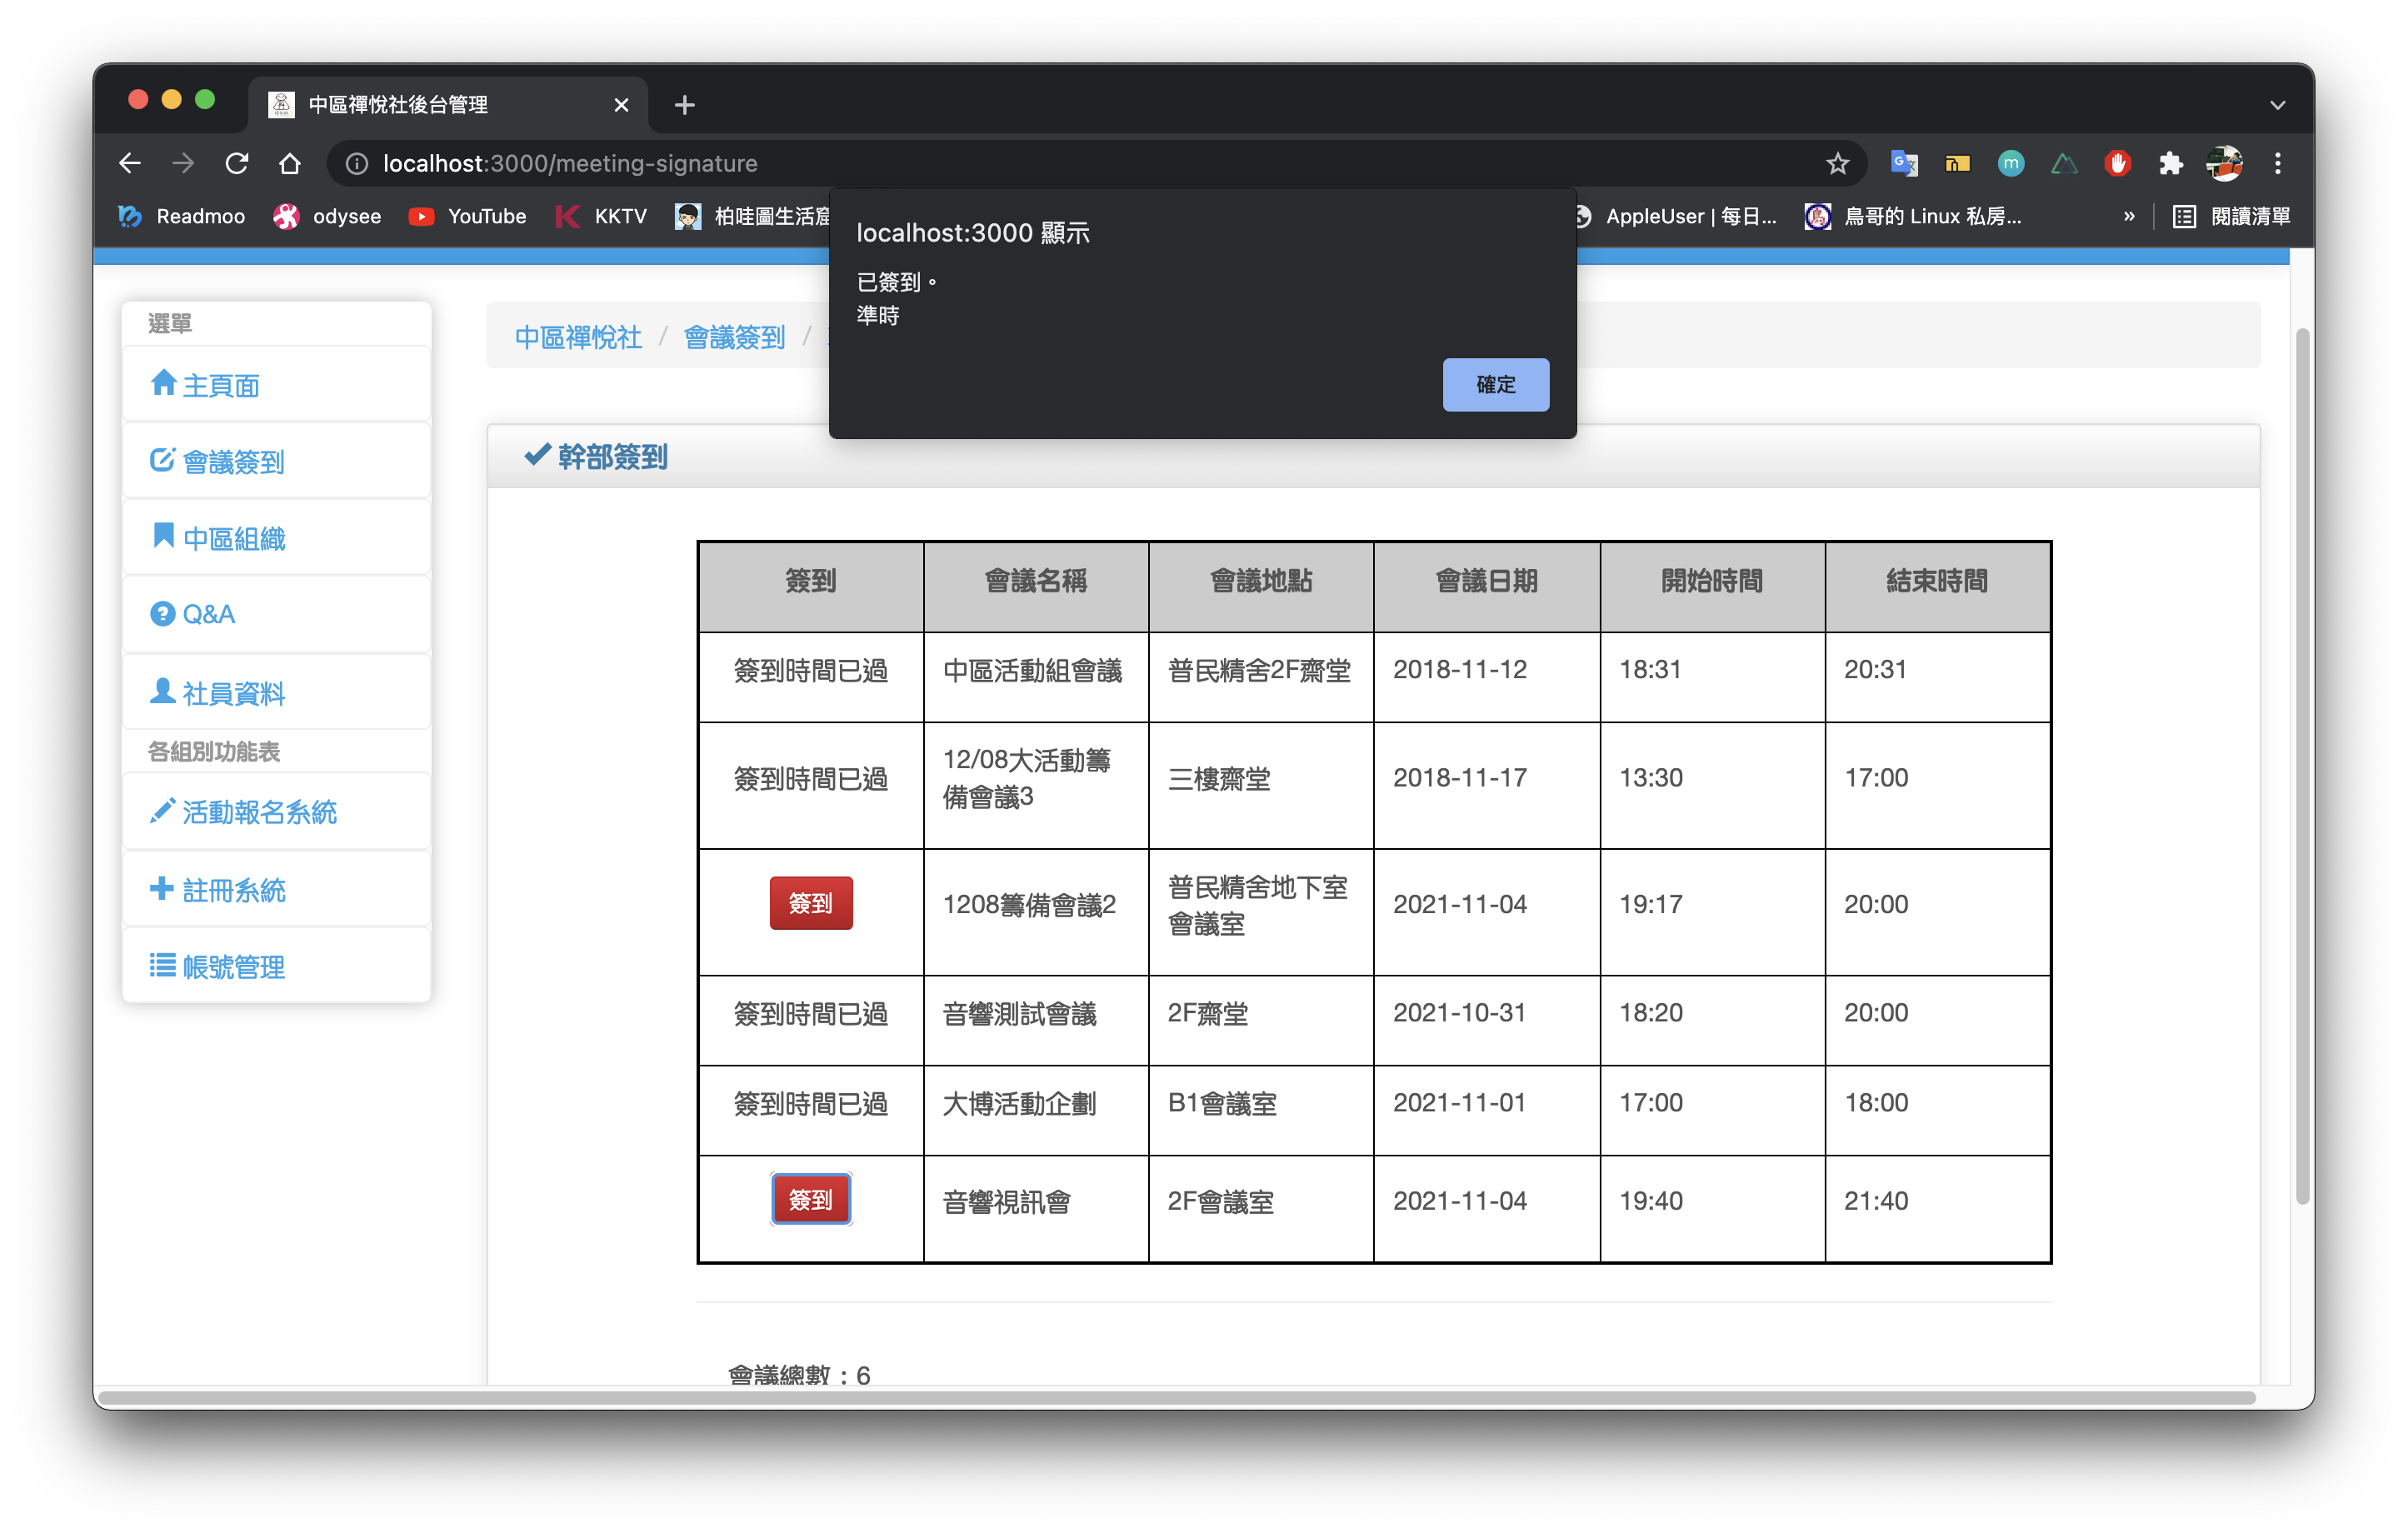 中區禪悅社後台管理
localhost:3000/meeting-signature
Readmoo
odysee
YouTube
KKTV
柏哇圖生活窩
AppleUser | 每日...
鳥哥的 Linux 私房...
»
閱讀清單
localhost:3000 顯示
已簽到。
準時
確定
選單
主頁面
會議簽到
中區組織
Q&A
社員資料
各組別功能表
活動報名系統
註冊系統
帳號管理
中區禪悅社 / 會議簽到 /
幹部簽到
簽到 會議名稱 會議地點 會議日期 開始時間 結束時間
簽到時間已過 中區活動組會議 普民精舍2F齋堂 2018-11-12 18:31 20:31
簽到時間已過 12/08大活動籌備會議3 三樓齋堂 2018-11-17 13:30 17:00
簽到 1208籌備會議2 普民精舍地下室會議室 2021-11-04 19:17 20:00
簽到時間已過 音響測試會議 2F齋堂 2021-10-31 18:20 20:00
簽到時間已過 大博活動企劃 B1會議室 2021-11-01 17:00 18:00
簽到 音響視訊會 2F會議室 2021-11-04 19:40 21:40
會議總數：6